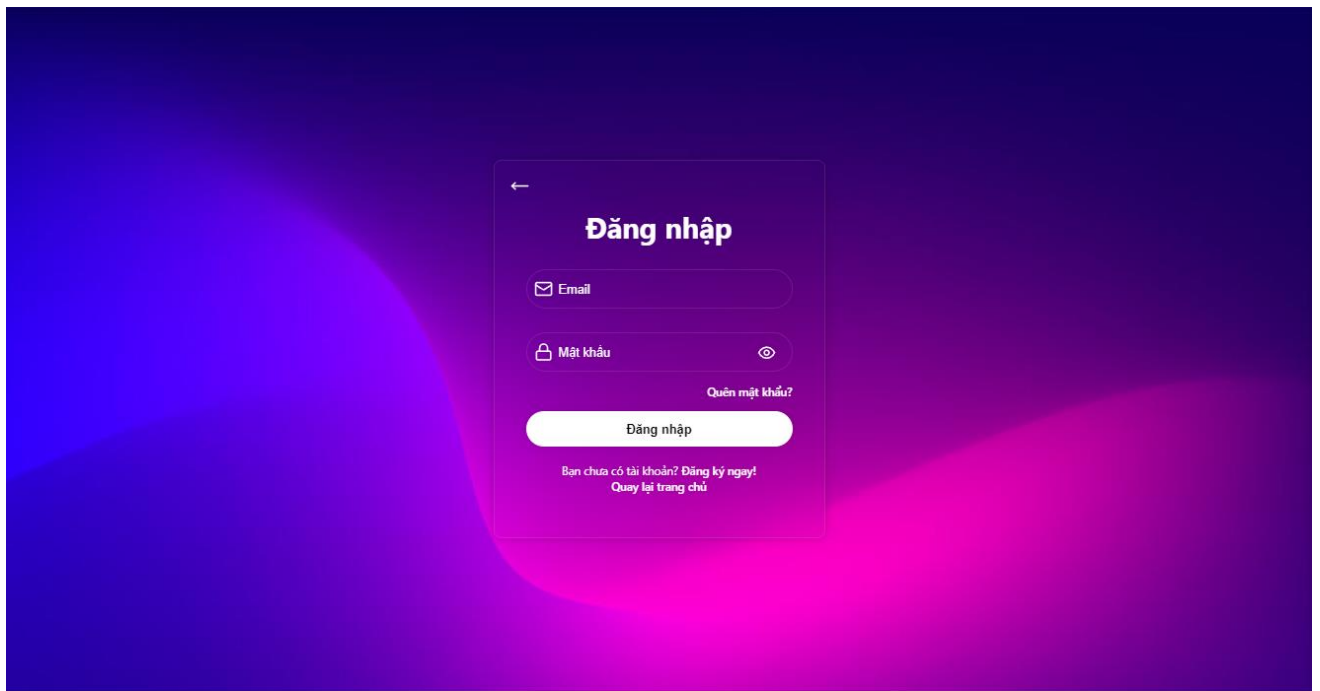 ←
Đăng nhập
Email
Mật khẩu
Quên mật khẩu?
Đăng nhập
Bạn chưa có tài khoản? Đăng ký ngay!
Quay lại trang chủ